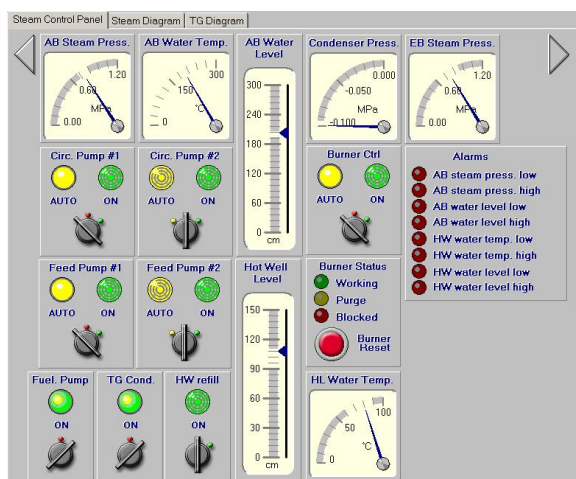 Steam Control Panel Steam Diagram TG Diagram
AB Steam Press.
1.20
0.60
MPa
0.00
AB Water Temp.
300
150
°C
0
AB Water
Level
300
240
180
120
60
0
cm
Condenser Press.
0.000
-0.050
MPa
-0.100
EB Steam Press.
1.20
0.60
MPa
0.00
Circ. Pump #1
AUTO ON
Circ. Pump #2
AUTO ON
Burner Ctrl
AUTO ON
Alarms
AB steam press. low
AB steam press. high
AB water level low
AB water level high
HW water temp. low
HW water temp. high
HW water level low
HW water level high
Feed Pump #1
AUTO ON
Feed Pump #2
AUTO ON
Hot Well
Level
150
120
90
60
30
0
cm
Burner Status
Working
Purge
Blocked
Burner
Reset
Fuel. Pump
ON
TG Cond.
ON
HW refill
ON
HL Water Temp.
100
50
°C
0